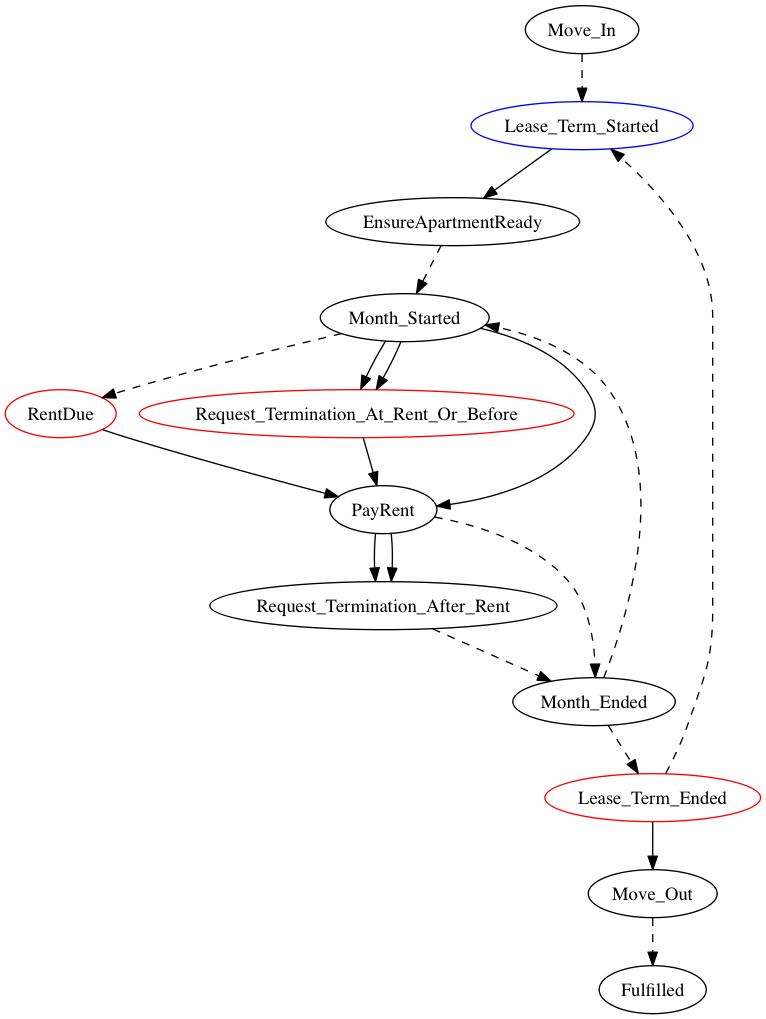 Move_In
Lease_Term_Started
EnsureApartmentReady
Month_Started
RentDue
Request_Termination_At_Rent_Or_Before
PayRent
Request_Termination_After_Rent
Month_Ended
Lease_Term_Ended
Move_Out
Fulfilled